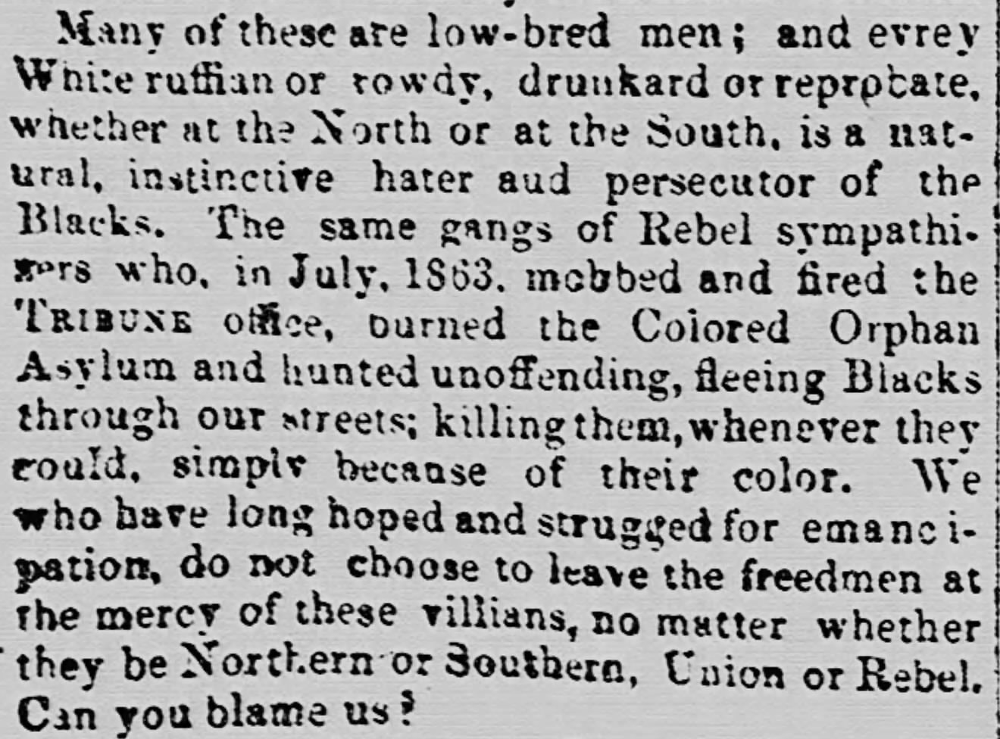 Many of these are low-bred men; and evrey
White ruffian or rowdy, drunkard or reprobate,
whether at the North or at the South, is a nat-
ural, instinctive hater aud persecutor of the
Blacks. The same gangs of Rebel sympathi-
zers who, in July, 1863, mobbed and fired the
TRIBUNE office, burned the Colored Orphan
Asylum and hunted unoffending, fleeing Blacks
through our streets; killing them, whenever they
could, simply because of their color. We
who have long hoped and strugged for emanci-
pation, do not choose to leave the freedmen at
the mercy of these villians, no matter whether
they be Northern or Southern, Union or Rebel.
Can you blame us?